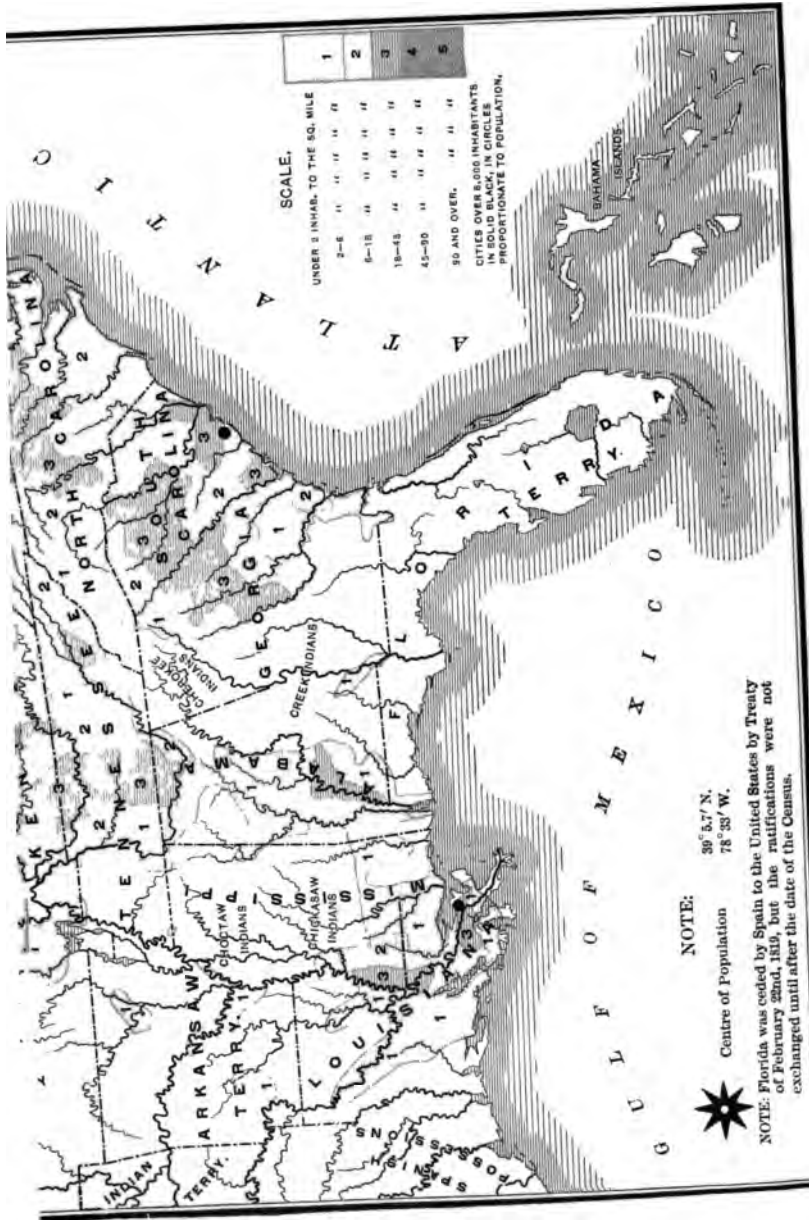 ATLANTIC
SCALE.
UNDER 2 INHAB. TO THE SQ. MILE
2–6 " " " "
6–18 " " " " 1
18–45 " " " " 2
45–90 " " " " 3
90 AND OVER. " " " 4
5
CITIES OVER 8,000 INHABITANTS
IN SOLID BLACK, IN CIRCLES
PROPORTIONATE TO POPULATION.
BAHAMA
ISLANDS
NORTH CAROLINA
SOUTH
CAROLINA
GEORGIA
TENNESSEE
KE
CHEROKEE
INDIANS
CREEK INDIANS
ALABAMA
MISSISSIPPI
CHOCTAW
INDIANS
CHICKASAW
INDIANS
ARKANSAW
TERRY.
LOUISIANA
INDIAN
TERRY.
SPANISH
POSSESSIONS
FLORIDA
TERRY.
GULF OF MEXICO
NOTE:
Centre of Population 39° 5.7′ N.
78° 33′ W.
NOTE: Florida was ceded by Spain to the United States by Treaty
of February 22nd, 1819, but the ratifications were not
exchanged until after the date of the Census.